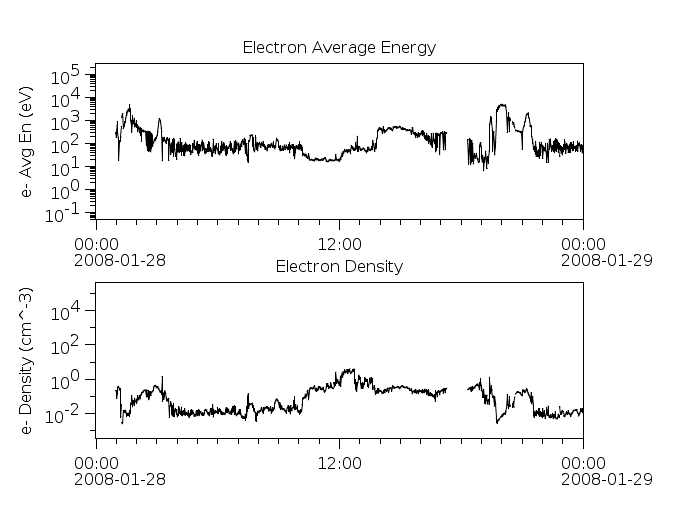 Electron Average Energy
e- Avg En (eV)
10^5
10^4
10^3
10^2
10^1
10^0
10^-1
00:00 12:00 00:00
2008-01-28 2008-01-29
Electron Density
e- Density (cm^-3)
10^4
10^2
10^0
10^-2
00:00 12:00 00:00
2008-01-28 2008-01-29